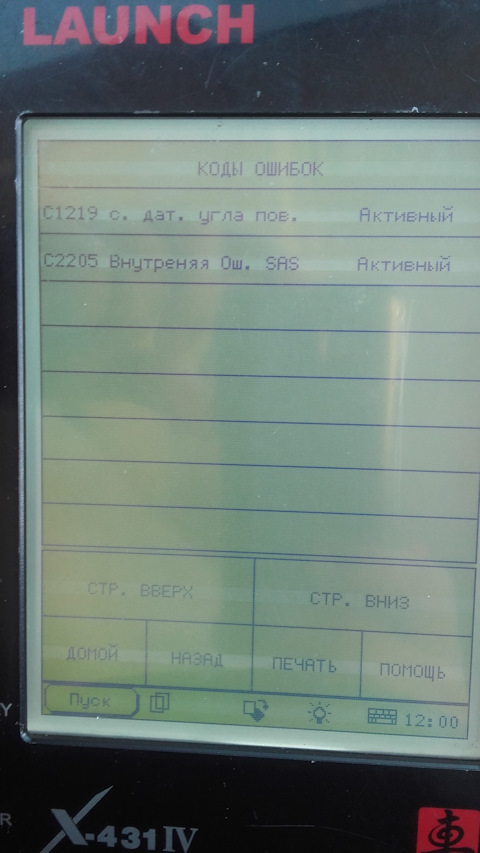 LAUNCH
КОДЫ ОШИБОК
C1219 с. дат. угла пов. Активный
C2205 Внутреняя Ош. SAS Активный
СТР. ВВЕРХ СТР. ВНИЗ
ДОМОЙ НАЗАД ПЕЧАТЬ ПОМОЩЬ
Пуск 12:00
Y
R
X-431IV
車